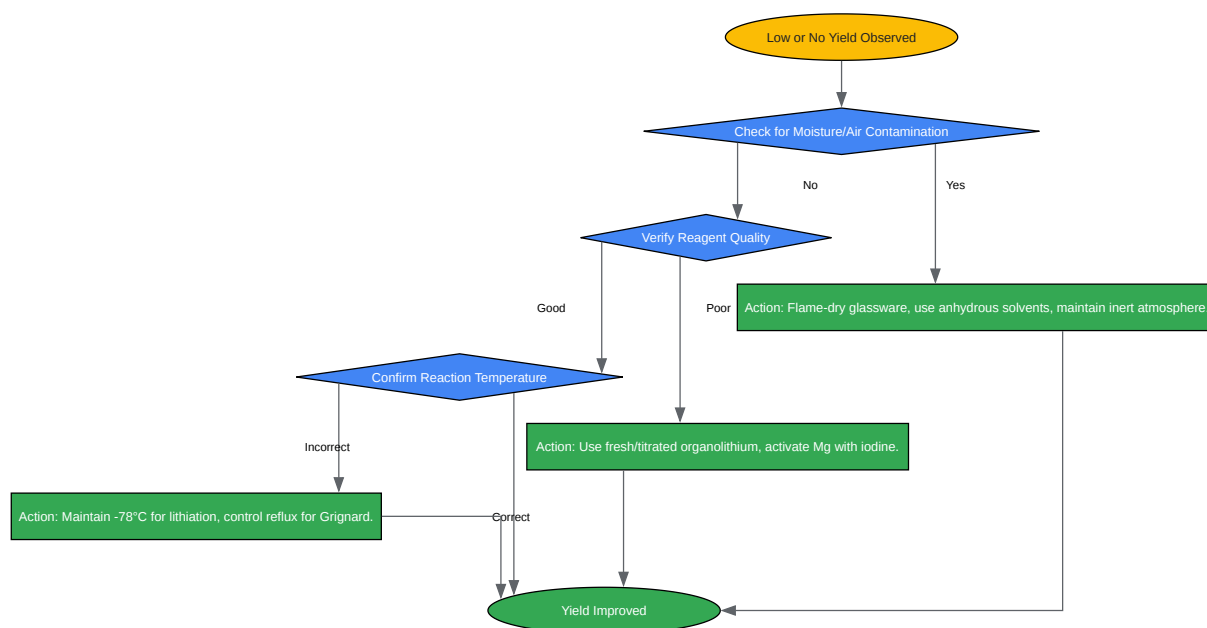 Low or No Yield Observed
Check for Moisture/Air Contamination
No
Yes
Verify Reagent Quality
Good
Poor
Action: Flame-dry glassware, use anhydrous solvents, maintain inert atmosphere.
Confirm Reaction Temperature
Incorrect
Action: Use fresh/titrated organolithium, activate Mg with iodine.
Action: Maintain -78°C for lithiation, control reflux for Grignard.
Correct
Yield Improved